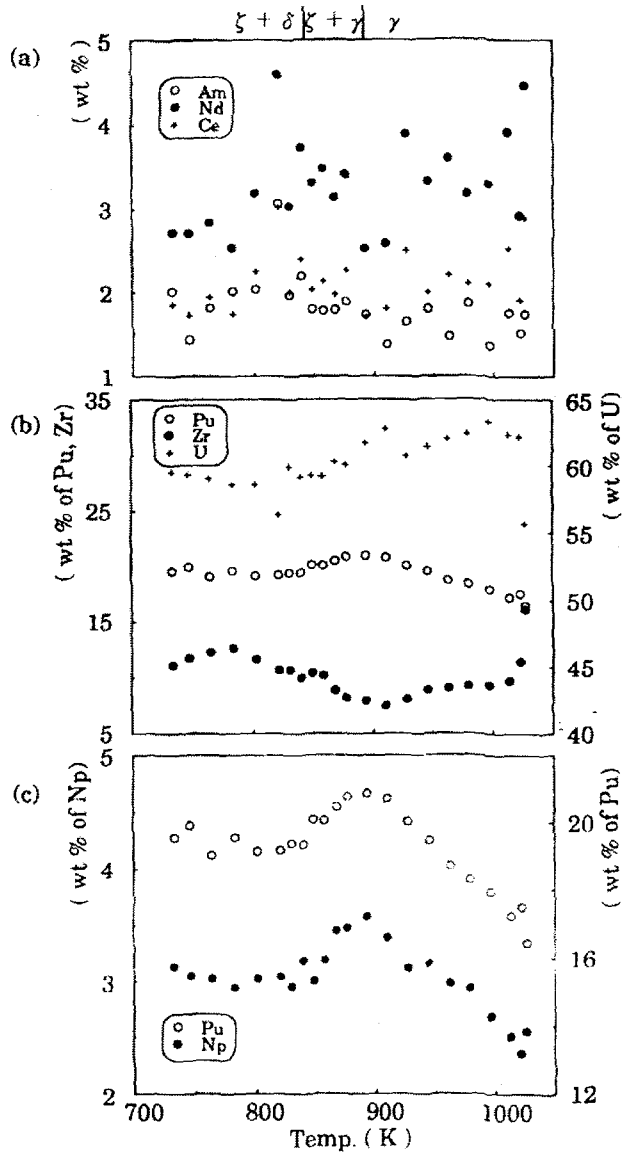 ζ + δ ζ + γ γ
(a)
( wt % )
5
4
3
2
1
Am
Nd
Ce
(b)
( wt % of Pu, Zr)
35
25
15
5
Pu
Zr
U
65
60
55
50
45
40
( wt % of U )
(c)
( wt % of Np)
5
4
3
2
Pu
Np
20
16
12
( wt % of Pu)
700 800 900 1000
Temp. ( K )